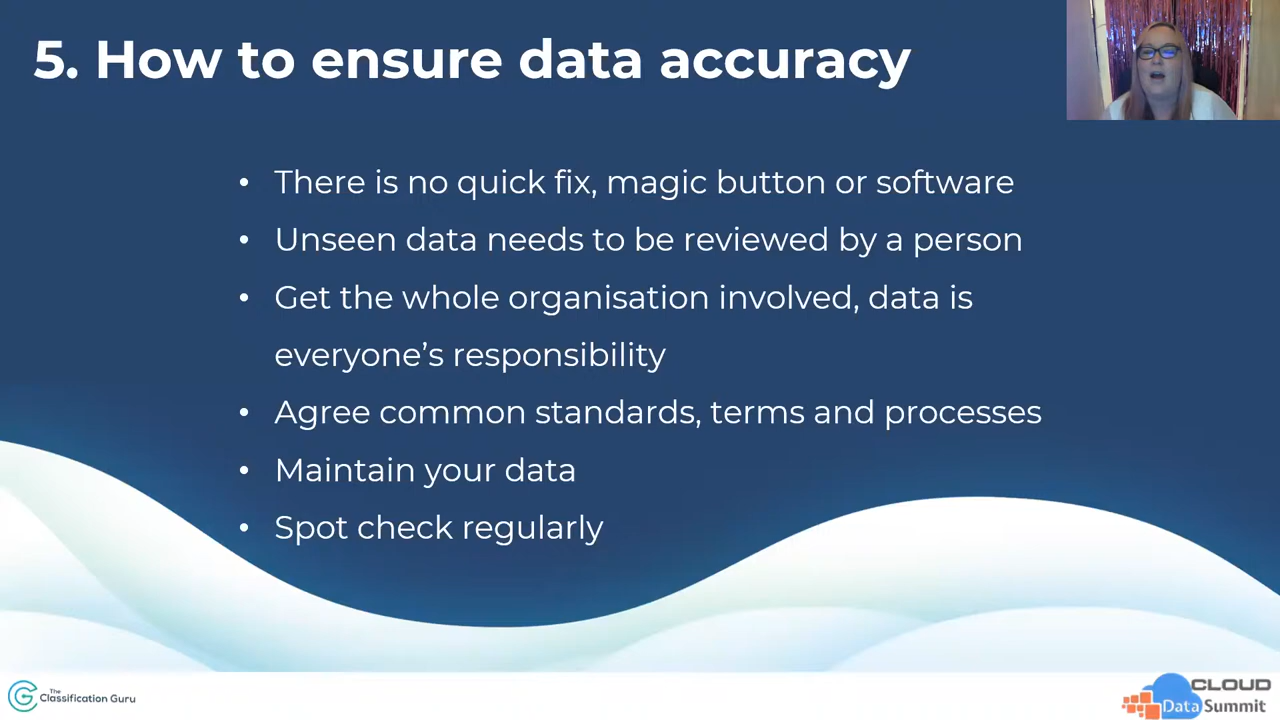 5. How to ensure data accuracy
• There is no quick fix, magic button or software
• Unseen data needs to be reviewed by a person
• Get the whole organisation involved, data is
everyone’s responsibility
• Agree common standards, terms and processes
• Maintain your data
• Spot check regularly
The
Classification Guru
CLOUD
Data Summit